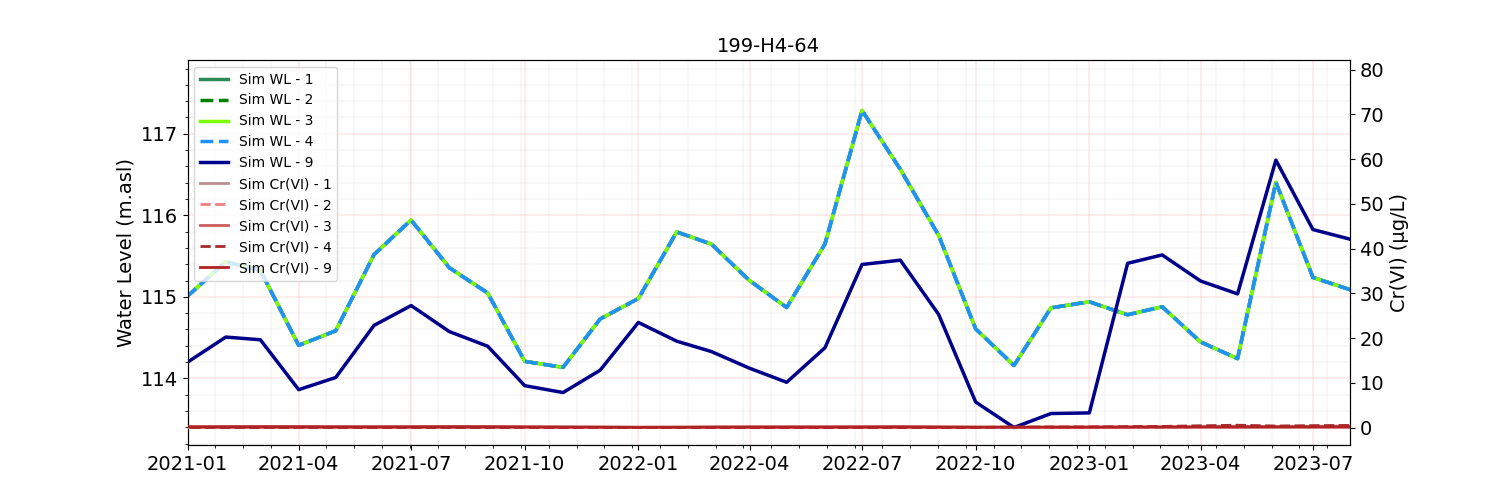 199-H4-64
Sim WL - 1
Sim WL - 2
Sim WL - 3
Sim WL - 4
Sim WL - 9
Sim Cr(VI) - 1
Sim Cr(VI) - 2
Sim Cr(VI) - 3
Sim Cr(VI) - 4
Sim Cr(VI) - 9
Water Level (m.asl)
117
116
115
114
80
70
60
50
40
30
20
10
0
Cr(VI) (µg/L)
2021-01 2021-04 2021-07 2021-10 2022-01 2022-04 2022-07 2022-10 2023-01 2023-04 2023-07